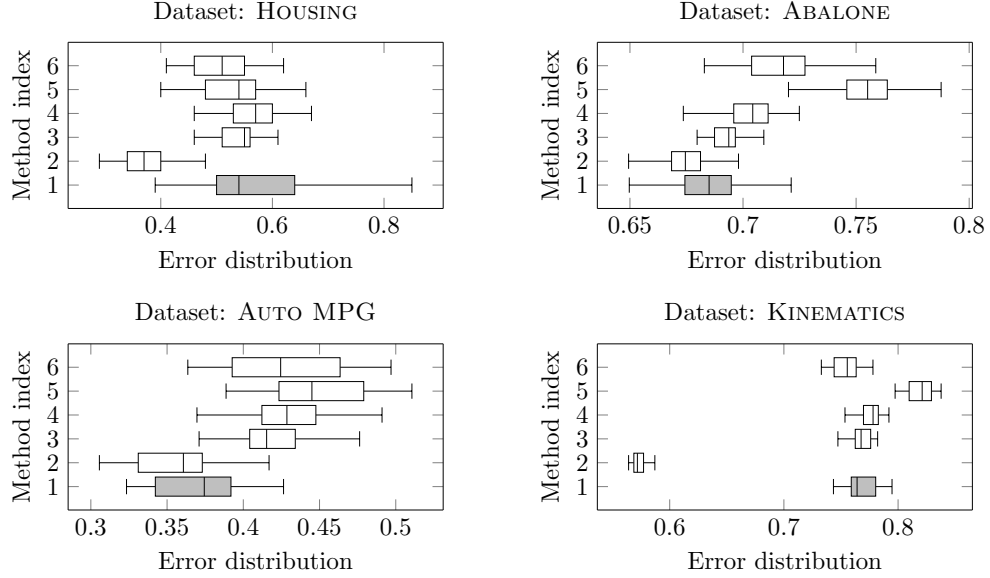 Dataset: HOUSING
Method index
6
5
4
3
2
1
0.4 0.6 0.8
Error distribution
Dataset: ABALONE
Method index
6
5
4
3
2
1
0.65 0.7 0.75 0.8
Error distribution
Dataset: AUTO MPG
Method index
6
5
4
3
2
1
0.3 0.35 0.4 0.45 0.5
Error distribution
Dataset: KINEMATICS
Method index
6
5
4
3
2
1
0.6 0.7 0.8
Error distribution